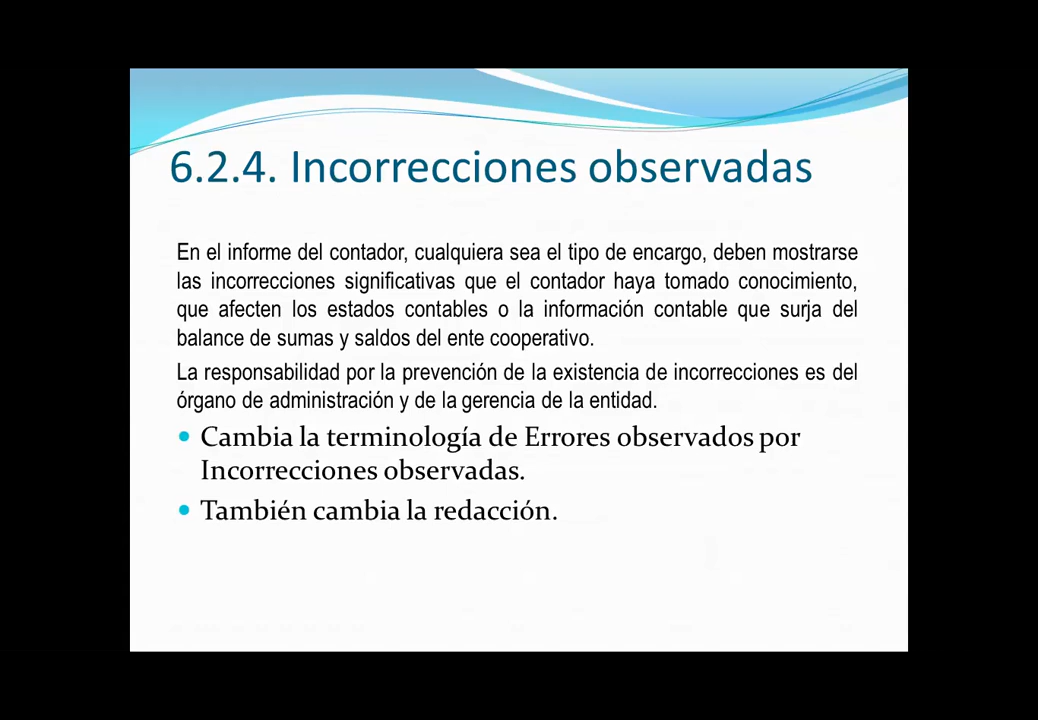 6.2.4. Incorrecciones observadas
En el informe del contador, cualquiera sea el tipo de encargo, deben mostrarse
las incorrecciones significativas que el contador haya tomado conocimiento,
que afecten los estados contables o la información contable que surja del
balance de sumas y saldos del ente cooperativo.
La responsabilidad por la prevención de la existencia de incorrecciones es del
órgano de administración y de la gerencia de la entidad.
• Cambia la terminología de Errores observados por
Incorrecciones observadas.
• También cambia la redacción.